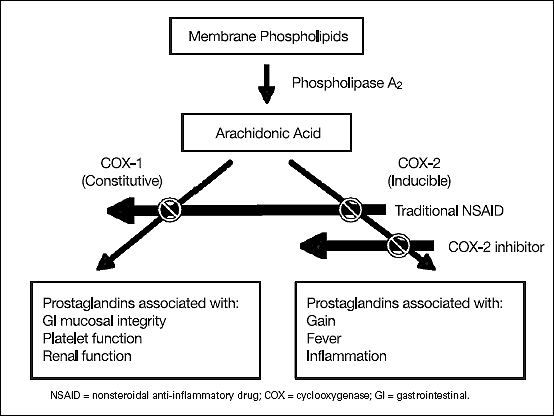 Membrane Phospholipids
Phospholipase A2
Arachidonic Acid
COX–1
(Constitutive)
COX–2
(Inducible)
Traditional NSAID
COX-2 inhibitor
Prostaglandins associated with:
GI mucosal integrity
Platelet function
Renal function
Prostaglandins associated with:
Gain
Fever
Inflammation
NSAID = nonsteroidal anti-inflammatory drug; COX = cyclooxygenase; GI = gastrointestinal.